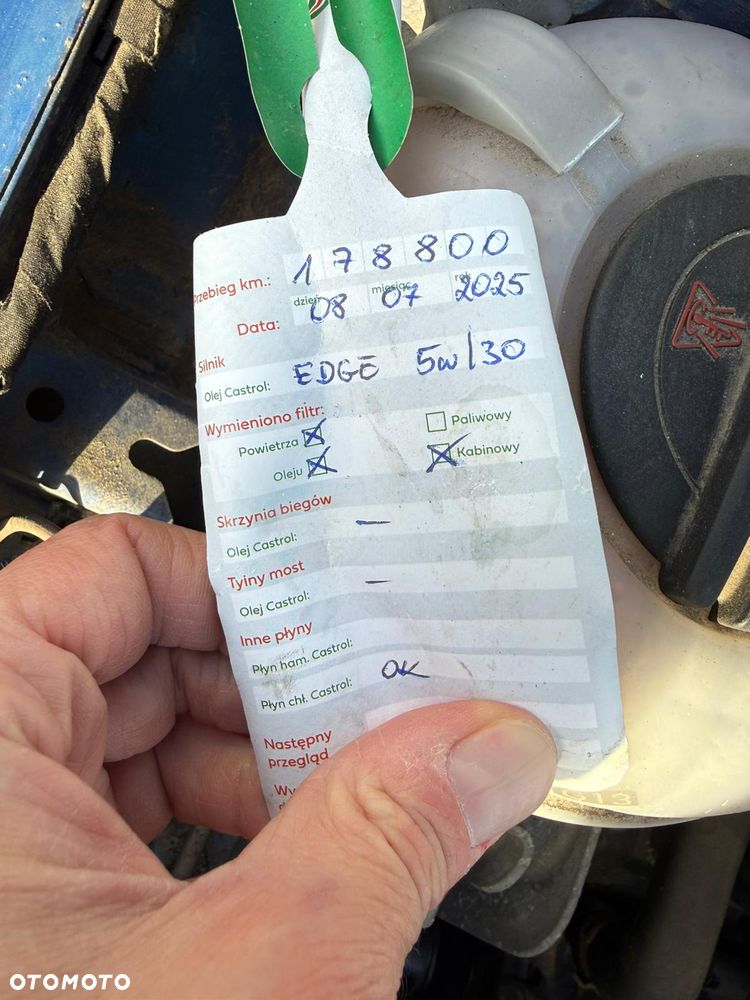 Przebieg km.: 178800
dzień miesiąc rok
Data: 08 07 2025
Silnik
Olej Castrol: EDGE 5w/30
Wymieniono filtr:
Powietrza Paliwowy
Oleju Kabinowy
Skrzynia biegów
Olej Castrol: —
Tylny most
Olej Castrol: —
Inne płyny
Płyn ham. Castrol:
Płyn chł. Castrol: OK
Następny
przegląd
G13
OTOMOTO